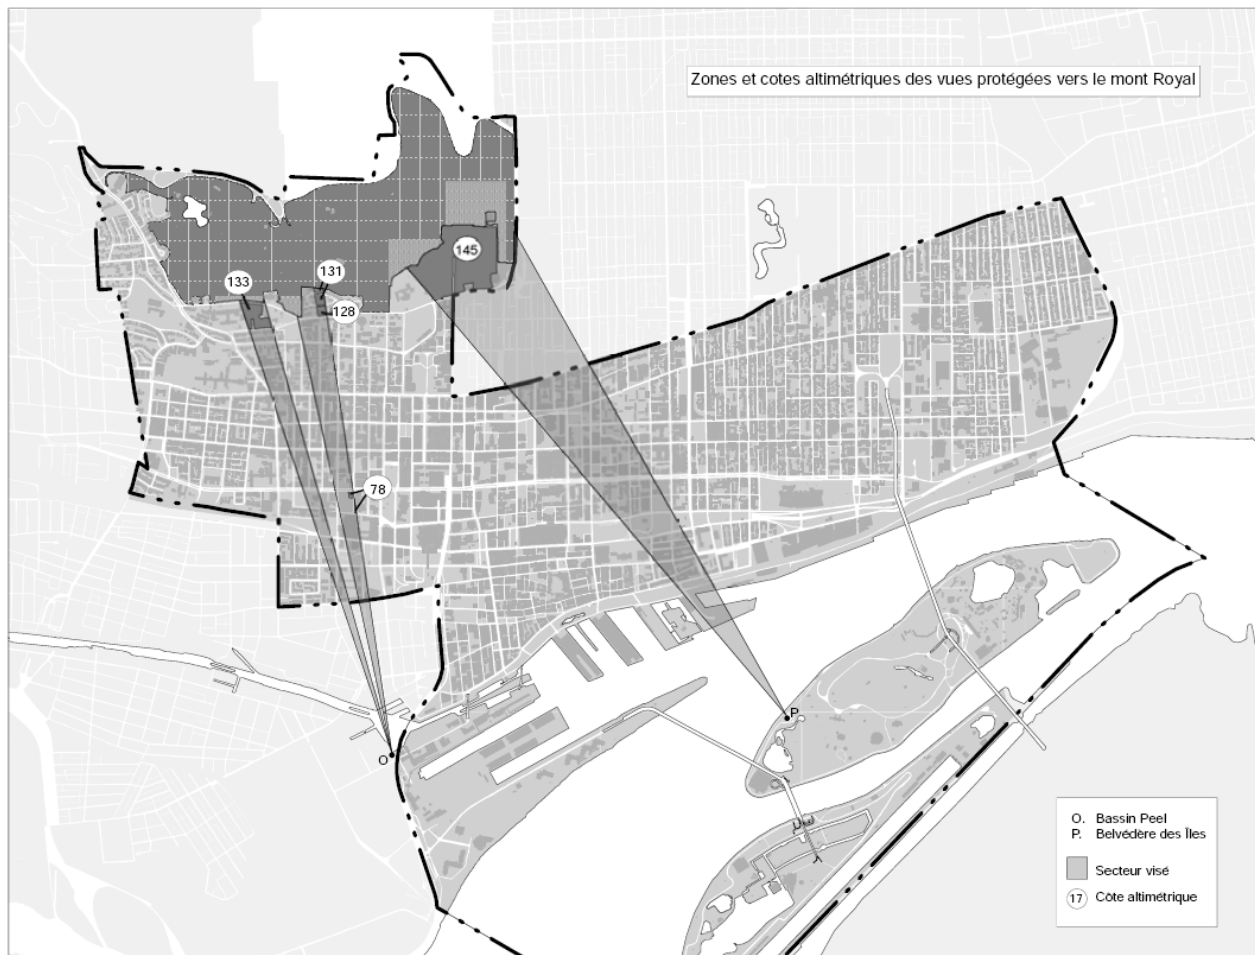 Zones et cotes altimétriques des vues protégées vers le mont Royal
145
131
133
128
78
P
O
O. Bassin Peel
P. Belvédère des Îles
Secteur visé
17 Côte altimétrique